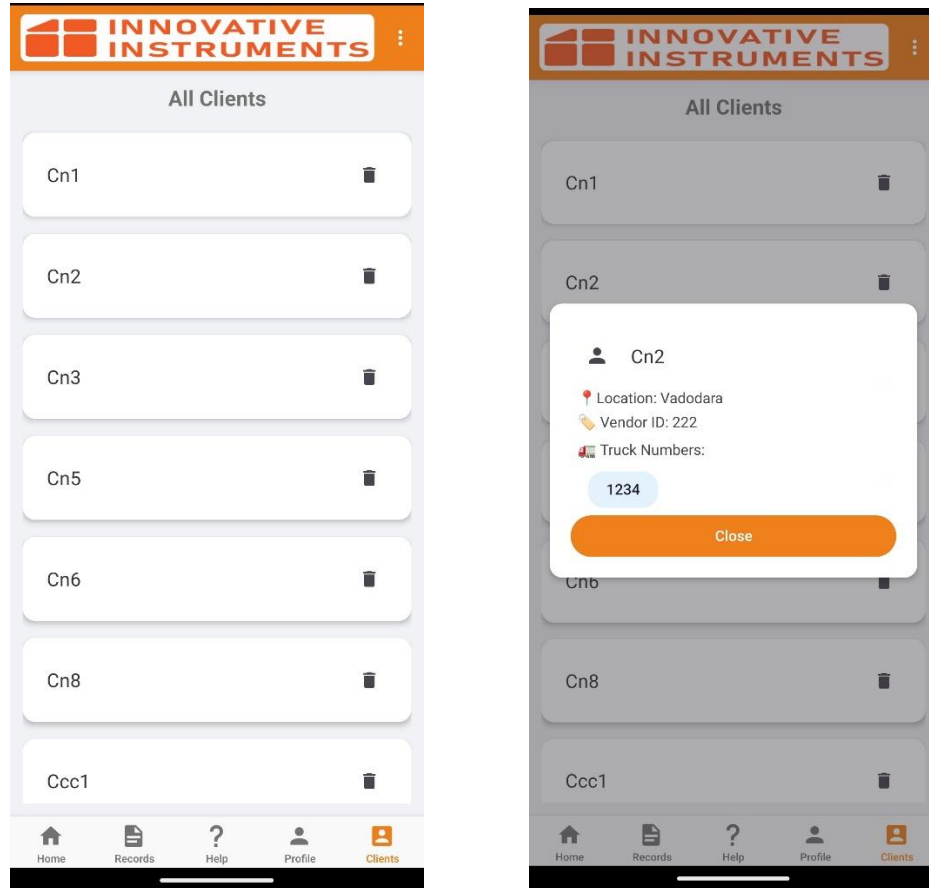 INNOVATIVE
INSTRUMENTS
All Clients
Cn1
Cn2
Cn3
Cn5
Cn6
Cn8
Ccc1
Home Records Help Profile Clients
INNOVATIVE
INSTRUMENTS
All Clients
Cn1
Cn2
Cn2
Location: Vadodara
Vendor ID: 222
Truck Numbers:
1234
Close
Cn6
Cn8
Ccc1
Home Records Help Profile Clients